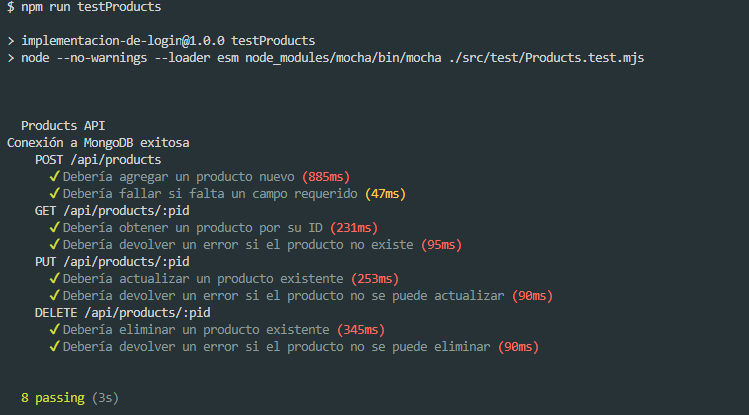 $ npm run testProducts
> implementacion-de-login@1.0.0 testProducts
> node --no-warnings --loader esm node_modules/mocha/bin/mocha ./src/test/Products.test.mjs
Products API
Conexión a MongoDB exitosa
POST /api/products
✓ Debería agregar un producto nuevo (885ms)
✓ Debería fallar si falta un campo requerido (47ms)
GET /api/products/:pid
✓ Debería obtener un producto por su ID (231ms)
✓ Debería devolver un error si el producto no existe (95ms)
PUT /api/products/:pid
✓ Debería actualizar un producto existente (253ms)
✓ Debería devolver un error si el producto no se puede actualizar (90ms)
DELETE /api/products/:pid
✓ Debería eliminar un producto existente (345ms)
✓ Debería devolver un error si el producto no se puede eliminar (90ms)
8 passing (3s)